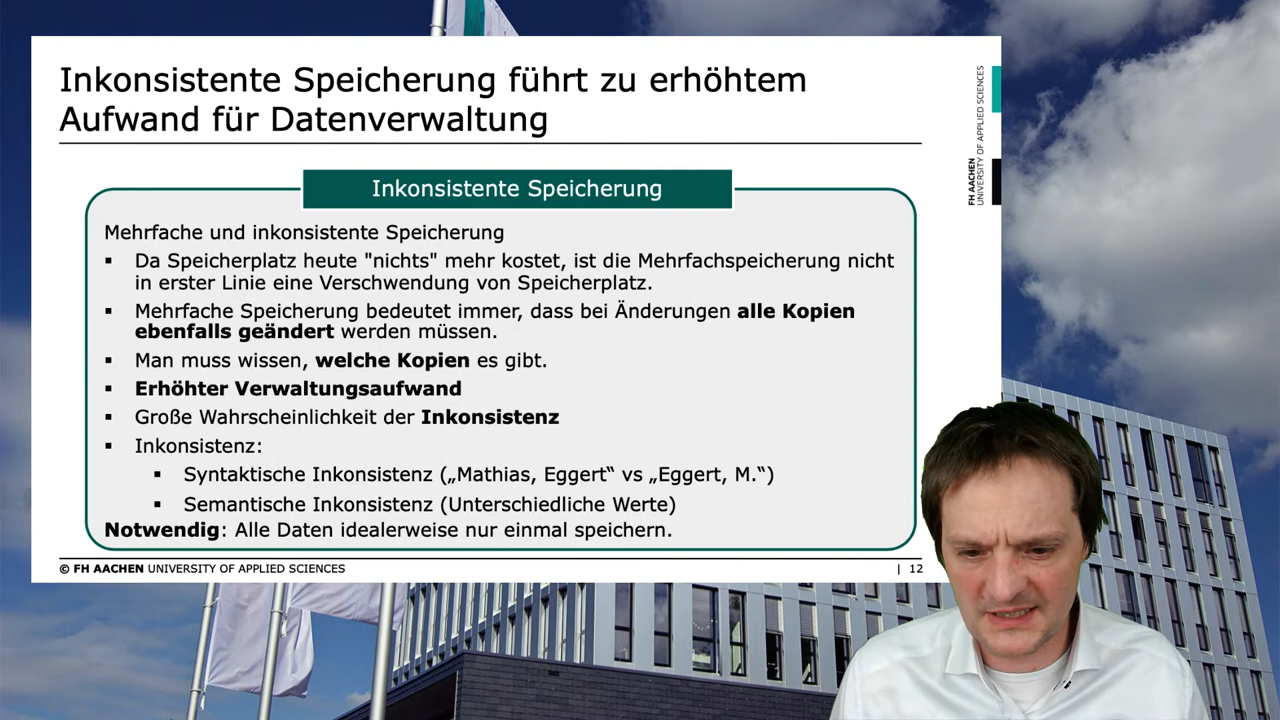 Inkonsistente Speicherung führt zu erhöhtem
Aufwand für Datenverwaltung
FH AACHEN
UNIVERSITY OF APPLIED SCIENCES
Inkonsistente Speicherung
Mehrfache und inkonsistente Speicherung
▪ Da Speicherplatz heute "nichts" mehr kostet, ist die Mehrfachspeicherung nicht
in erster Linie eine Verschwendung von Speicherplatz.
▪ Mehrfache Speicherung bedeutet immer, dass bei Änderungen alle Kopien
ebenfalls geändert werden müssen.
▪ Man muss wissen, welche Kopien es gibt.
▪ Erhöhter Verwaltungsaufwand
▪ Große Wahrscheinlichkeit der Inkonsistenz
▪ Inkonsistenz:
▪ Syntaktische Inkonsistenz („Mathias, Eggert“ vs „Eggert, M.“)
▪ Semantische Inkonsistenz (Unterschiedliche Werte)
Notwendig: Alle Daten idealerweise nur einmal speichern.
© FH AACHEN UNIVERSITY OF APPLIED SCIENCES
| 12